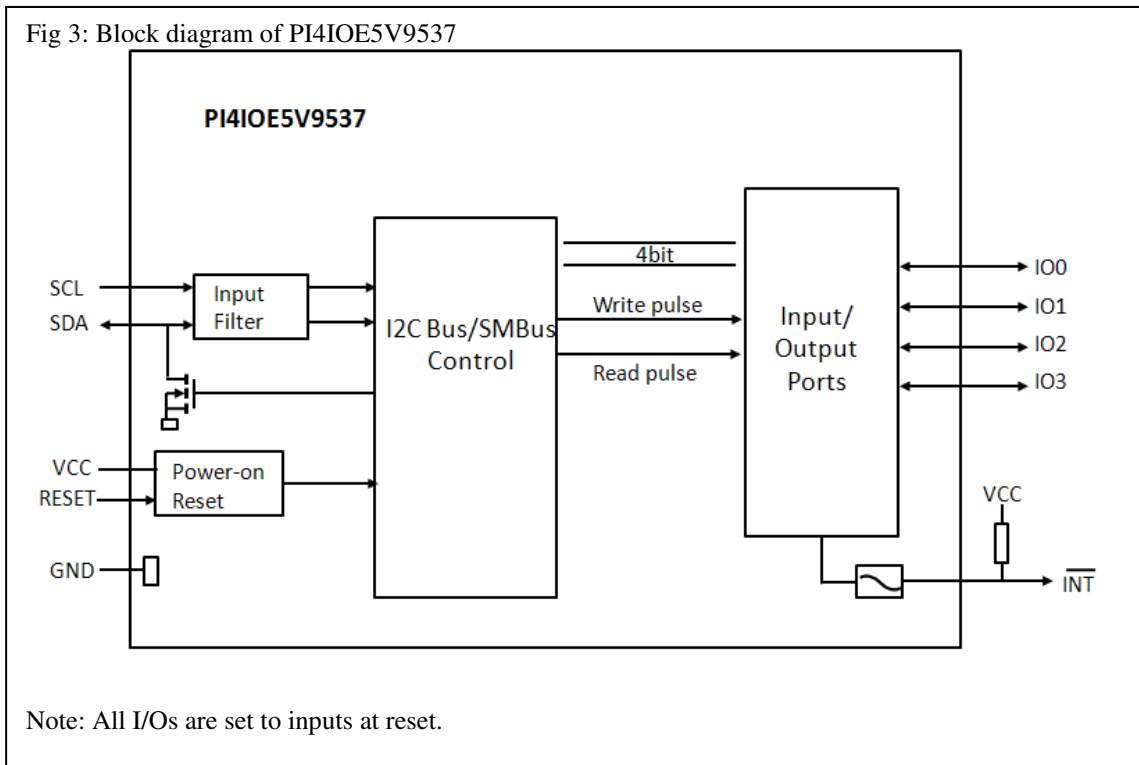 Fig 3: Block diagram of PI4IOE5V9537
PI4IOE5V9537
SCL
SDA
Input
Filter
I2C Bus/SMBus
Control
4bit
Write pulse
Read pulse
Input/
Output
Ports
IO0
IO1
IO2
IO3
VCC
RESET
Power-on
Reset
GND
VCC
INT
Note: All I/Os are set to inputs at reset.